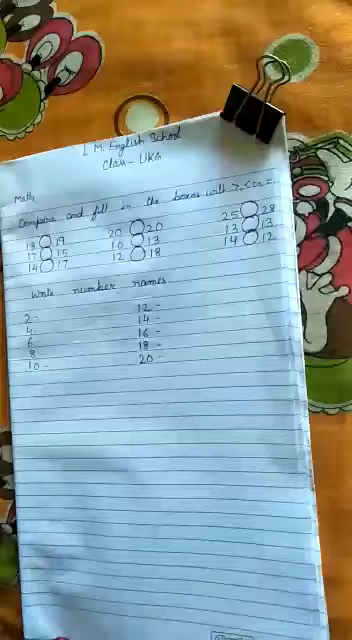 L M. English School
Class- UKG
Maths
Compare and fill in the boxes with >, < or =
18 ○ 19 20 ○ 20 25 ○ 28
17 ○ 15 10 ○ 13 13 ○ 13
14 ○ 17 12 ○ 18 14 ○ 12
Write number names.
2- 12-
4- 14-
6- 16-
8- 18-
10- 20-